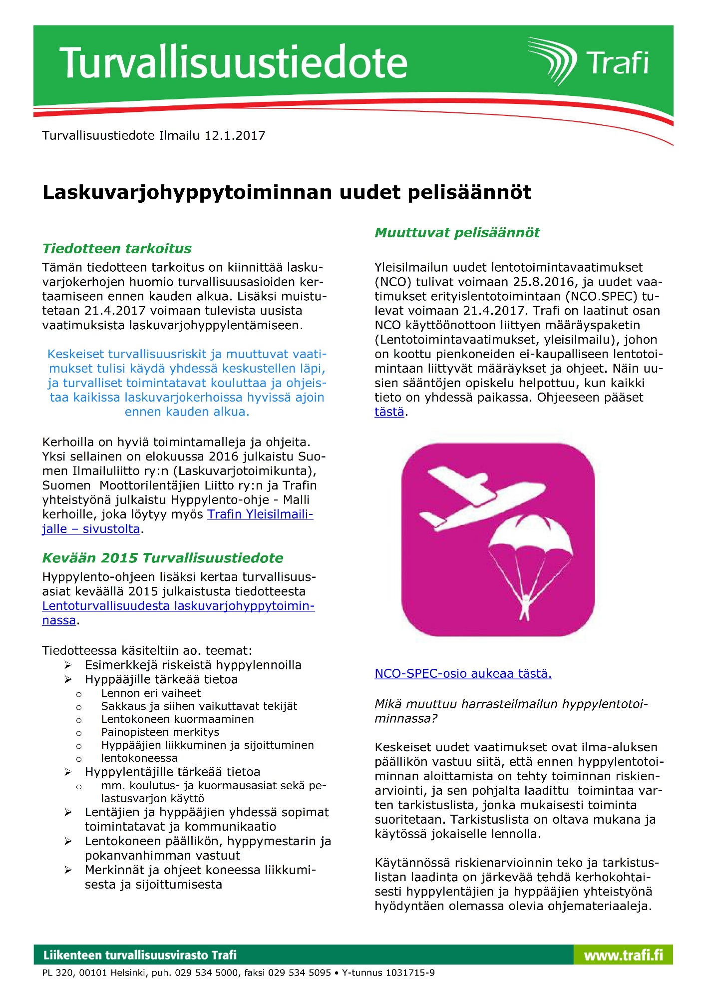 Turvallisuustiedote
Trafi
Turvallisuustiedote Ilmailu 12.1.2017
Laskuvarjohyppytoiminnan uudet pelisäännöt
Tiedotteen tarkoitus
Tämän tiedotteen tarkoitus on kiinnittää lasku-
varjokerhojen huomio turvallisuusasioiden ker-
taamiseen ennen kauden alkua. Lisäksi muistu-
tetaan 21.4.2017 voimaan tulevista uusista
vaatimuksista laskuvarjohyppylentämiseen.
Keskeiset turvallisuusriskit ja muuttuvat vaati-
mukset tulisi käydä yhdessä keskustellen läpi,
ja turvalliset toimintatavat kouluttaa ja ohjeis-
taa kaikissa laskuvarjokerhoissa hyvissä ajoin
ennen kauden alkua.
Kerhoilla on hyviä toimintamalleja ja ohjeita.
Yksi sellainen on elokuussa 2016 julkaistu Suo-
men Ilmailuliitto ry:n (Laskuvarjotoimikunta),
Suomen  Moottorilentäjien Liitto ry:n ja Trafin
yhteistyönä julkaistu Hyppylento-ohje - Malli
kerhoille, joka löytyy myös Trafin Yleisilmaili-
jalle – sivustolta.
Kevään 2015 Turvallisuustiedote
Hyppylento-ohjeen lisäksi kertaa turvallisuus-
asiat keväällä 2015 julkaistusta tiedotteesta
Lentoturvallisuudesta laskuvarjohyppytoimin-
nassa.
Tiedotteessa käsiteltiin ao. teemat:
➢ Esimerkkejä riskeistä hyppylennoilla
➢ Hyppääjille tärkeää tietoa
o Lennon eri vaiheet
o Sakkaus ja siihen vaikuttavat tekijät
o Lentokoneen kuormaaminen
o Painopisteen merkitys
o Hyppääjien liikkuminen ja sijoittuminen
o lentokoneessa
➢ Hyppylentäjille tärkeää tietoa
o mm. koulutus- ja kuormausasiat sekä pe-
lastusvarjon käyttö
➢ Lentäjien ja hyppääjien yhdessä sopimat
toimintatavat ja kommunikaatio
➢ Lentokoneen päällikön, hyppymestarin ja
pokanvanhimman vastuut
➢ Merkinnät ja ohjeet koneessa liikkumi-
sesta ja sijoittumisesta
Muuttuvat pelisäännöt
Yleisilmailun uudet lentotoimintavaatimukset
(NCO) tulivat voimaan 25.8.2016, ja uudet vaa-
timukset erityislentotoimintaan (NCO.SPEC) tu-
levat voimaan 21.4.2017. Trafi on laatinut osan
NCO käyttöönottoon liittyen määräyspaketin
(Lentotoimintavaatimukset, yleisilmailu), johon
on koottu pienkoneiden ei-kaupalliseen lentotoi-
mintaan liittyvät määräykset ja ohjeet. Näin uu-
sien sääntöjen opiskelu helpottuu, kun kaikki
tieto on yhdessä paikassa. Ohjeeseen pääset
tästä.
NCO-SPEC-osio aukeaa tästä.
Mikä muuttuu harrasteilmailun hyppylentotoi-
minnassa?
Keskeiset uudet vaatimukset ovat ilma-aluksen
päällikön vastuu siitä, että ennen hyppylentotoi-
minnan aloittamista on tehty toiminnan riskien-
arviointi, ja sen pohjalta laadittu  toimintaa var-
ten tarkistuslista, jonka mukaisesti toiminta
suoritetaan. Tarkistuslista on oltava mukana ja
käytössä jokaiselle lennolla.
Käytännössä riskienarvioinnin teko ja tarkistus-
listan laadinta on järkevää tehdä kerhokohtai-
sesti hyppylentäjien ja hyppääjien yhteistyönä
hyödyntäen olemassa olevia ohjemateriaaleja.
Liikenteen turvallisuusvirasto Trafi
www.trafi.fi
PL 320, 00101 Helsinki, puh. 029 534 5000, faksi 029 534 5095 • Y-tunnus 1031715-9